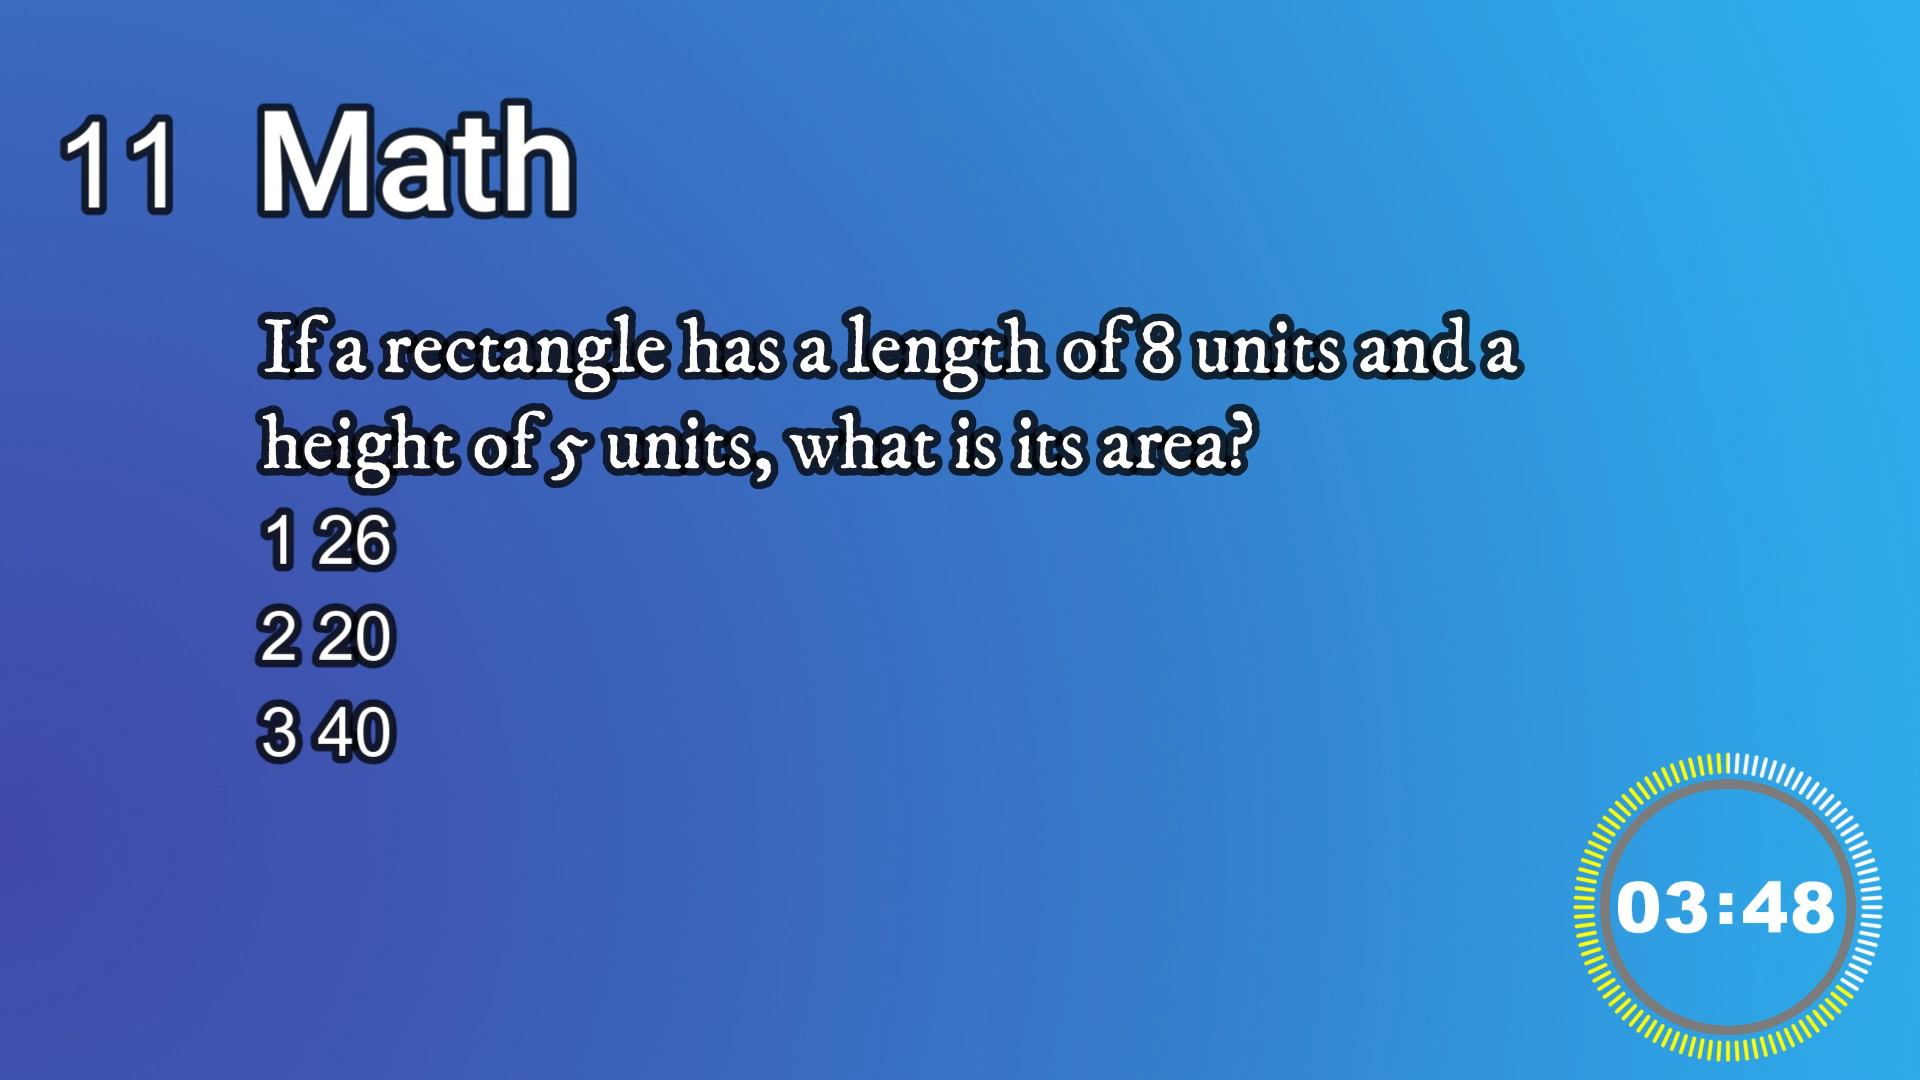 11 Math
If a rectangle has a length of 8 units and a
height of 5 units, what is its area?
1 26
2 20
3 40
03:48